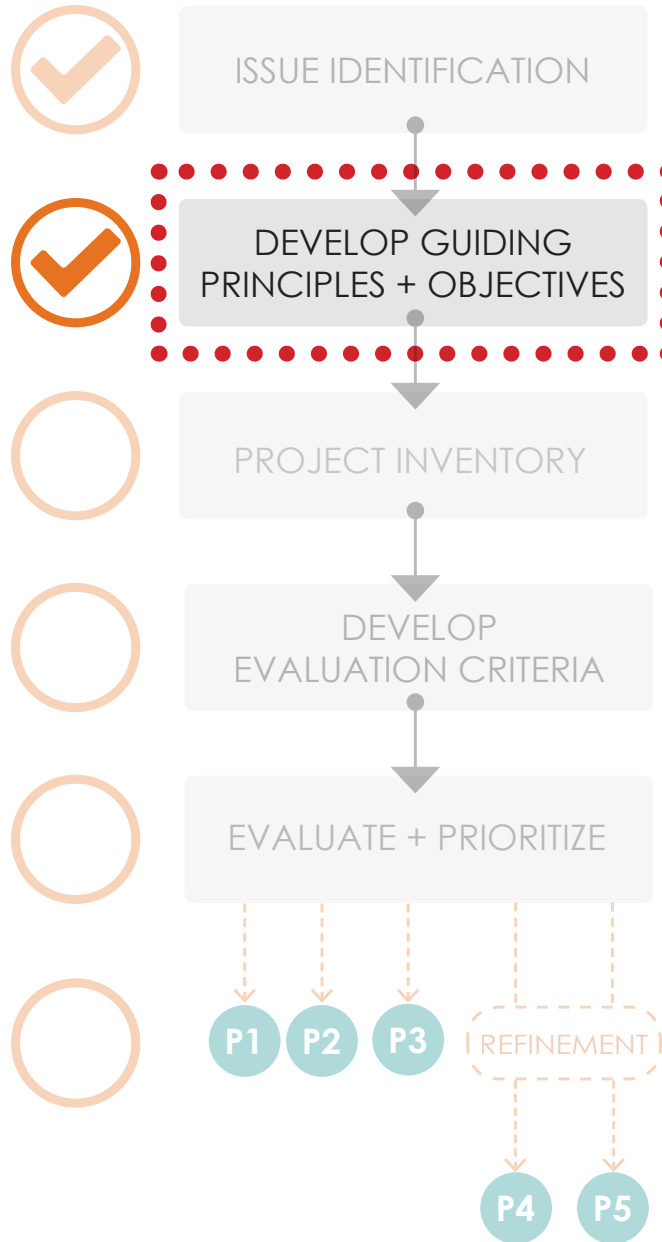 ISSUE IDENTIFICATION
DEVELOP GUIDING
PRINCIPLES + OBJECTIVES
PROJECT INVENTORY
DEVELOP
EVALUATION CRITERIA
EVALUATE + PRIORITIZE
P1 P2 P3
REFINEMENT
P4 P5